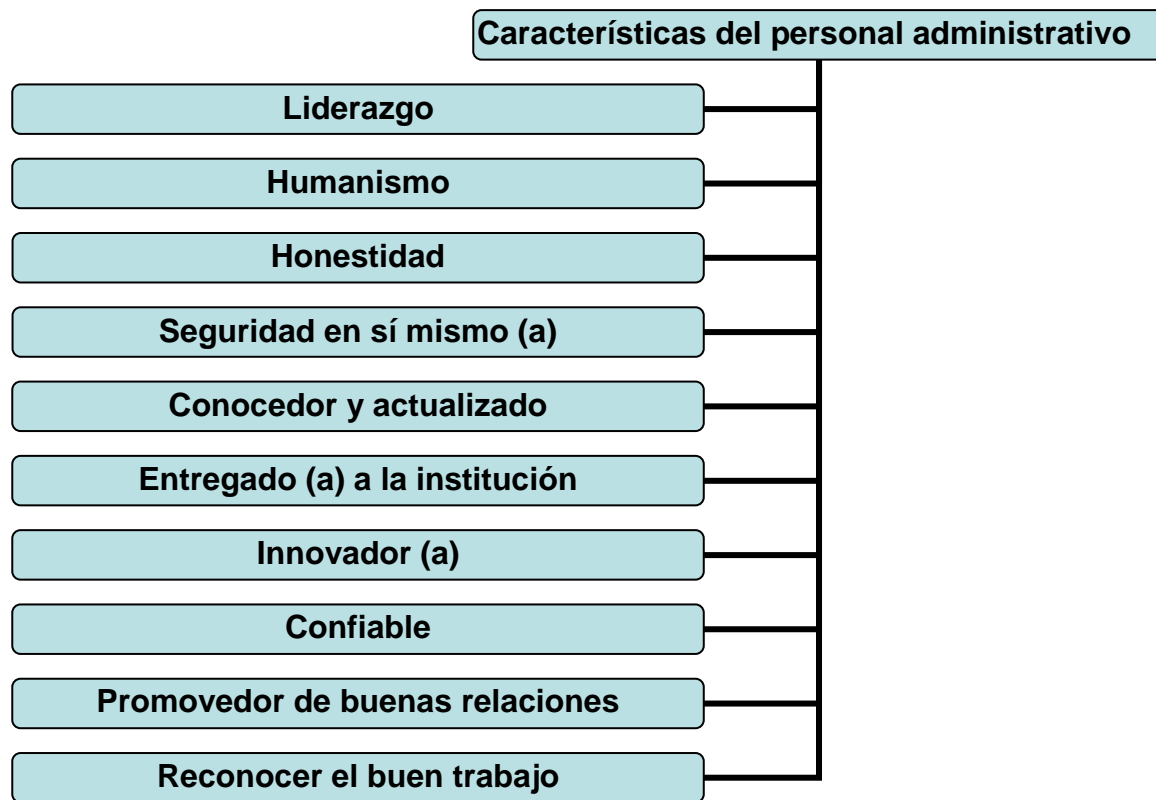 Características del personal administrativo
Liderazgo
Humanismo
Honestidad
Seguridad en sí mismo (a)
Conocedor y actualizado
Entregado (a) a la institución
Innovador (a)
Confiable
Promovedor de buenas relaciones
Reconocer el buen trabajo